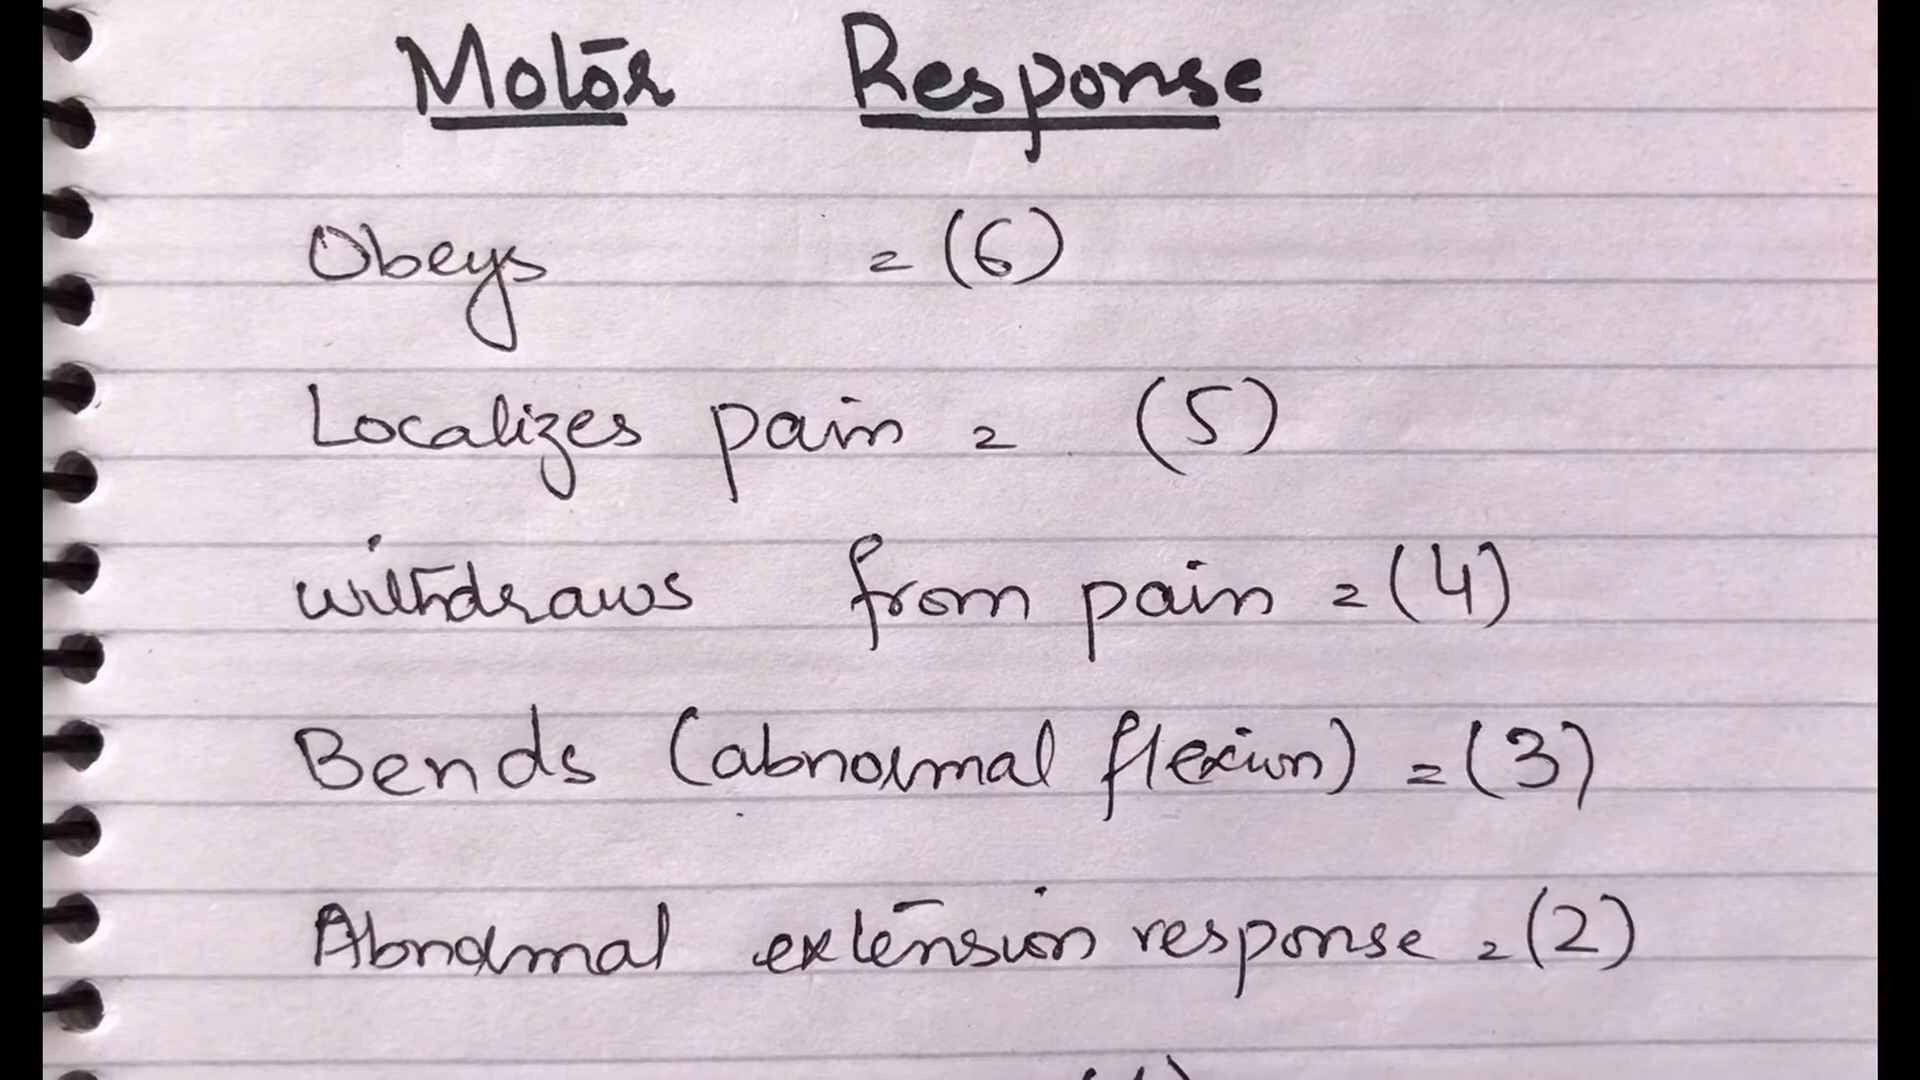 Motor Response
Obeys = (6)
Localizes pain = (5)
withdraws from pain = (4)
Bends (abnormal flexion) = (3)
Abnormal extension response = (2)